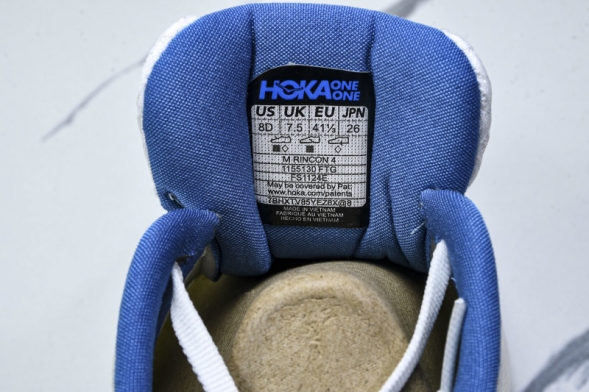 HOKA ONE ONE
US UK EU JPN
8D 7.5 41⅓ 26
M RINCON 4
1155130 FTG
FS1124E
May be covered by Pat:
www.hoka.com/patents
MADE IN VIETNAM
FABRIQUÉ AU VIETNAM
HECHO EN VIETNAM